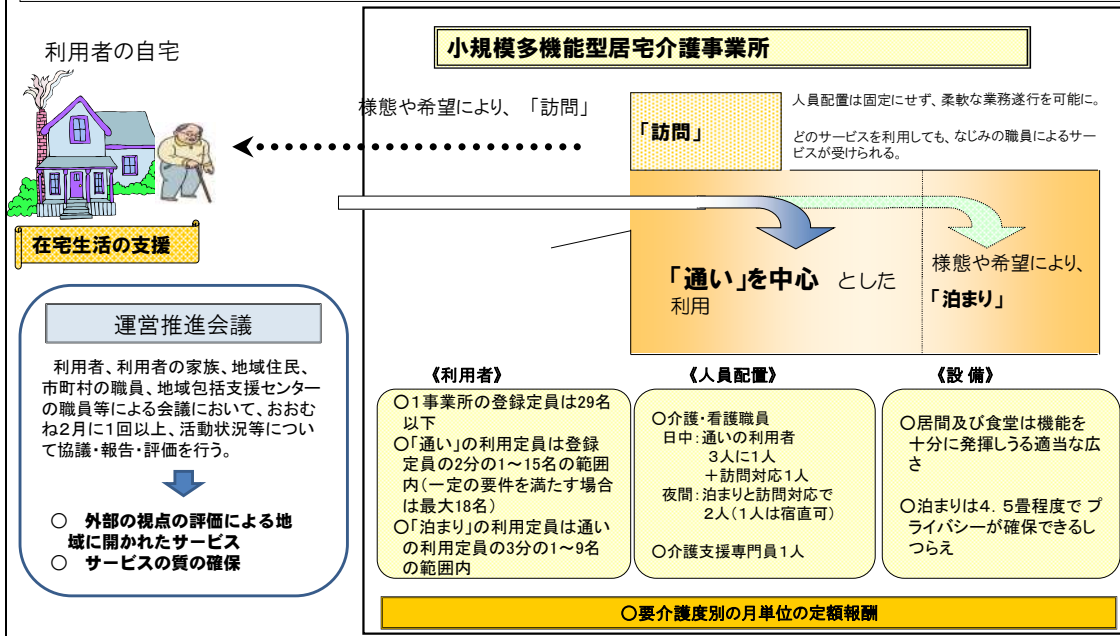 利用者の自宅
小規模多機能型居宅介護事業所
様態や希望により、「訪問」
「訪問」
人員配置は固定にせず、柔軟な業務遂行を可能に。
どのサービスを利用しても、なじみの職員によるサー
ビスが受けられる。
在宅生活の支援
「通い」を中心 とした
利用
様態や希望により、
「泊まり」
運営推進会議
利用者、利用者の家族、地域住民、
市町村の職員、地域包括支援センター
の職員等による会議において、おおむ
ね2月に1回以上、活動状況等につい
て協議・報告・評価を行う。
○ 外部の視点の評価による地
域に開かれたサービス
○ サービスの質の確保
《利用者》
○1事業所の登録定員は29名
以下
○「通い」の利用定員は登録
定員の2分の1~15名の範囲
内(一定の要件を満たす場合
は最大18名)
○「泊まり」の利用定員は通い
の利用定員の3分の1~9名
の範囲内
《人員配置》
○介護・看護職員
日中:通いの利用者
3人に1人
+訪問対応1人
夜間:泊まりと訪問対応で
2人(1人は宿直可)
○介護支援専門員1人
《設 備》
○居間及び食堂は機能を
十分に発揮しうる適当な広
さ
○泊まりは4.5畳程度で プ
ライバシーが確保できるし
つらえ
○要介護度別の月単位の定額報酬